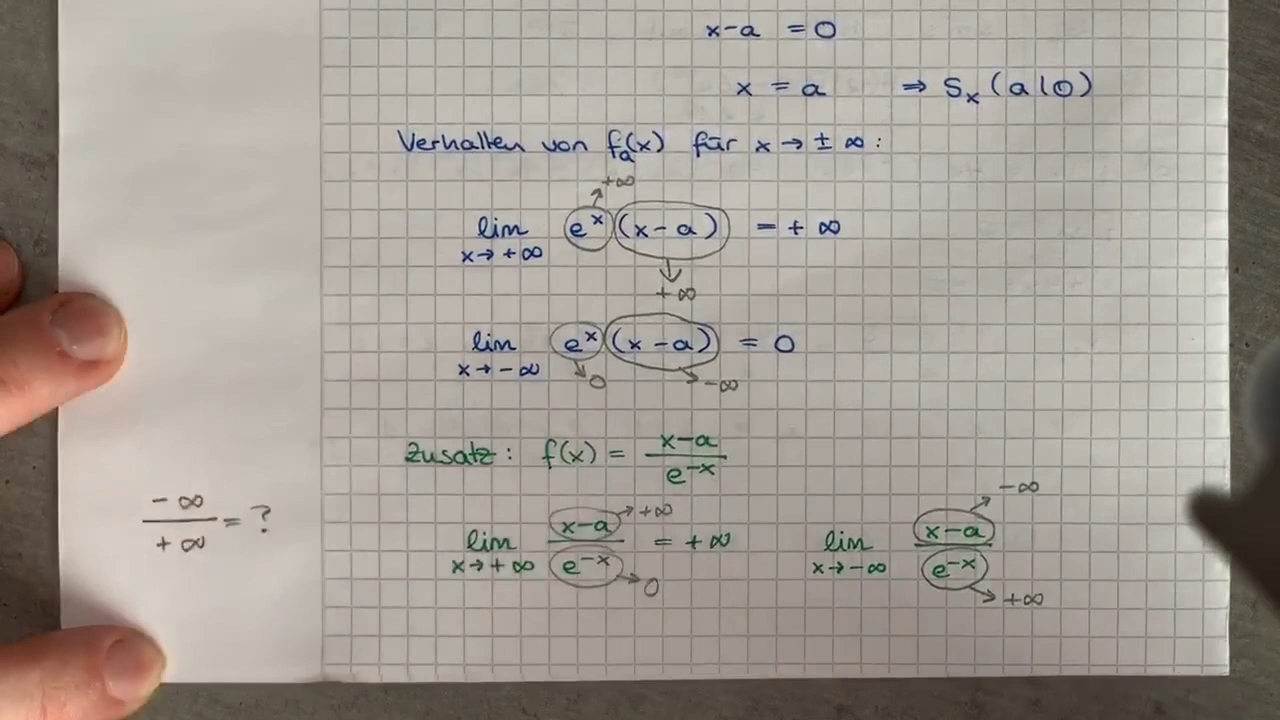 x-a = 0
x = a ⇒ Sx (a|0)
Verhalten von fa(x) für x → ± ∞ :
+∞
lim x→+∞ e^x (x-a) = + ∞
+ ∞
lim x→-∞ e^x (x-a) = 0
0 -∞
Zusatz: f(x) = (x-a)/(e^-x)
-∞/+∞ = ?
lim x→+∞ (x-a)/(e^-x) = +∞
+∞
0
lim x→-∞ (x-a)/(e^-x)
-∞
+∞